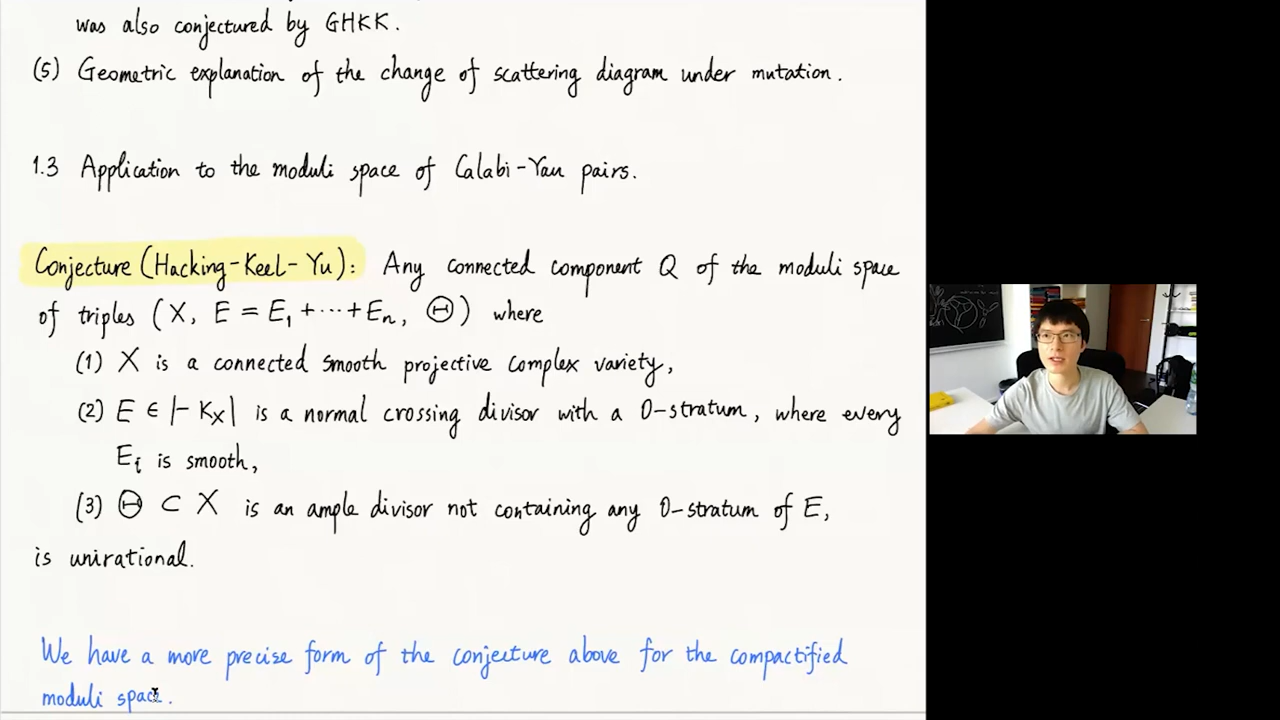 was also conjectured by GHKK.
(5) Geometric explanation of the change of scattering diagram under mutation.
1.3 Application to the moduli space of Calabi-Yau pairs.
Conjecture (Hacking-Keel-Yu): Any connected component Q of the moduli space
of triples (X, E = E₁ + ⋯ + Eₙ, Θ) where
(1) X is a connected smooth projective complex variety,
(2) E ∈ |-K_X| is a normal crossing divisor with a 0-stratum, where every
Eᵢ is smooth,
(3) Θ ⊂ X is an ample divisor not containing any 0-stratum of E,
is unirational.
We have a more precise form of the conjecture above for the compactified
moduli space.